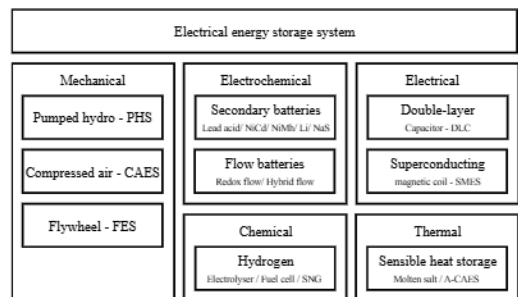 Electrical energy storage system
Mechanical
Pumped hydro - PHS
Compressed air - CAES
Flywheel - FES
Electrochemical
Secondary batteries
Lead acid/ NiCd/ NiMh/ Li/ NaS
Flow batteries
Redox flow/ Hybrid flow
Electrical
Double-layer
Capacitor - DLC
Superconducting
magnetic coil - SMES
Chemical
Hydrogen
Electrolyser / Fuel cell / SNG
Thermal
Sensible heat storage
Molten salt / A-CAES